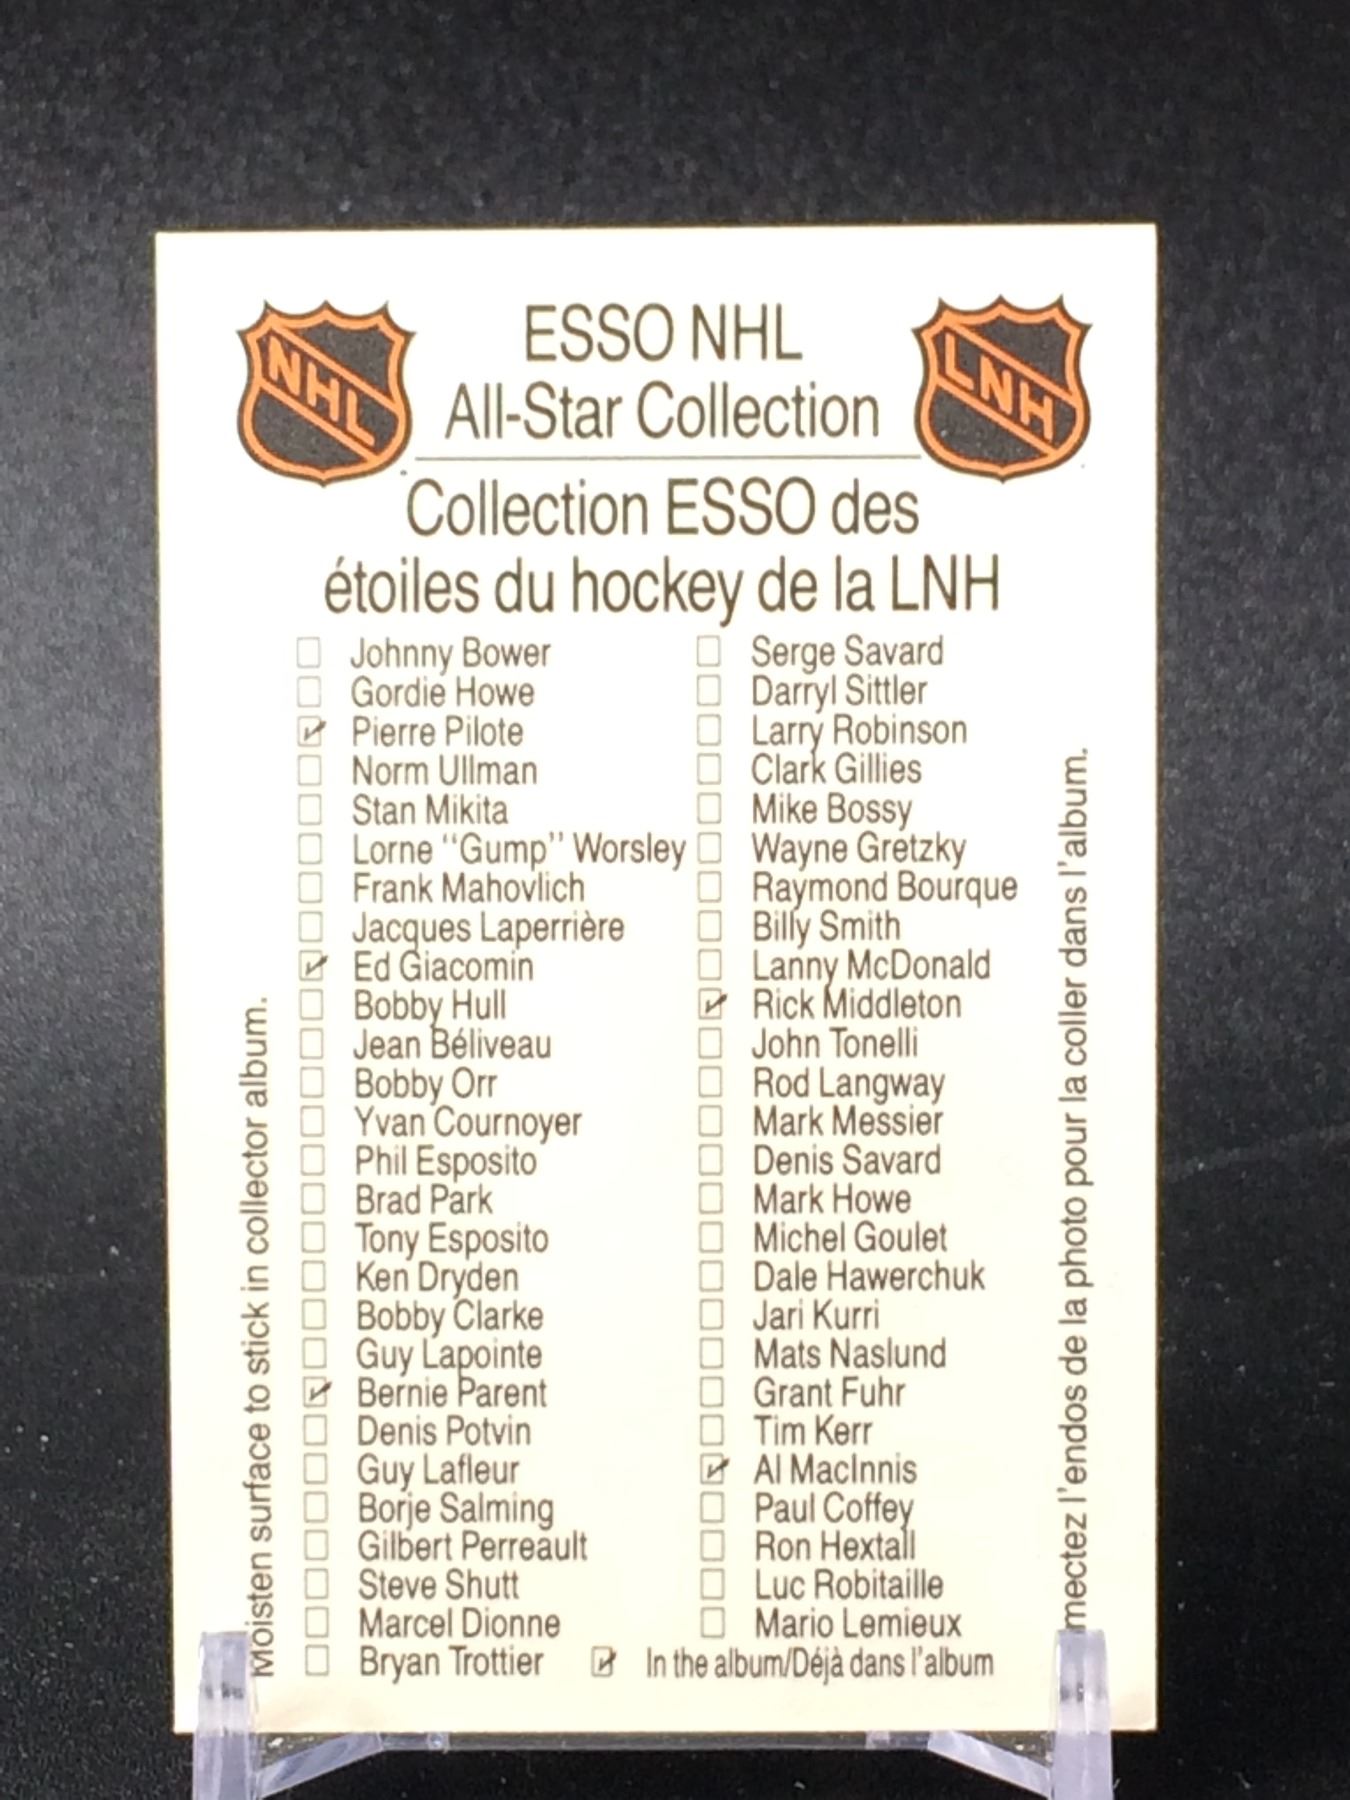 NHL
LNH
ESSO NHL
All-Star Collection
Collection ESSO des
étoiles du hockey de la LNH
Johnny Bower
Gordie Howe
Pierre Pilote
Norm Ullman
Stan Mikita
Lorne "Gump" Worsley
Frank Mahovlich
Jacques Laperrière
Ed Giacomin
Bobby Hull
Jean Béliveau
Bobby Orr
Yvan Cournoyer
Phil Esposito
Brad Park
Tony Esposito
Ken Dryden
Bobby Clarke
Guy Lapointe
Bernie Parent
Denis Potvin
Guy Lafleur
Borje Salming
Gilbert Perreault
Steve Shutt
Marcel Dionne
Bryan Trottier
Serge Savard
Darryl Sittler
Larry Robinson
Clark Gillies
Mike Bossy
Wayne Gretzky
Raymond Bourque
Billy Smith
Lanny McDonald
Rick Middleton
John Tonelli
Rod Langway
Mark Messier
Denis Savard
Mark Howe
Michel Goulet
Dale Hawerchuk
Jari Kurri
Mats Naslund
Grant Fuhr
Tim Kerr
Al MacInnis
Paul Coffey
Ron Hextall
Luc Robitaille
Mario Lemieux
In the album/Déjà dans l'album
Moisten surface to stick in collector album.
mectez l'endos de la photo pour la coller dans l'album.